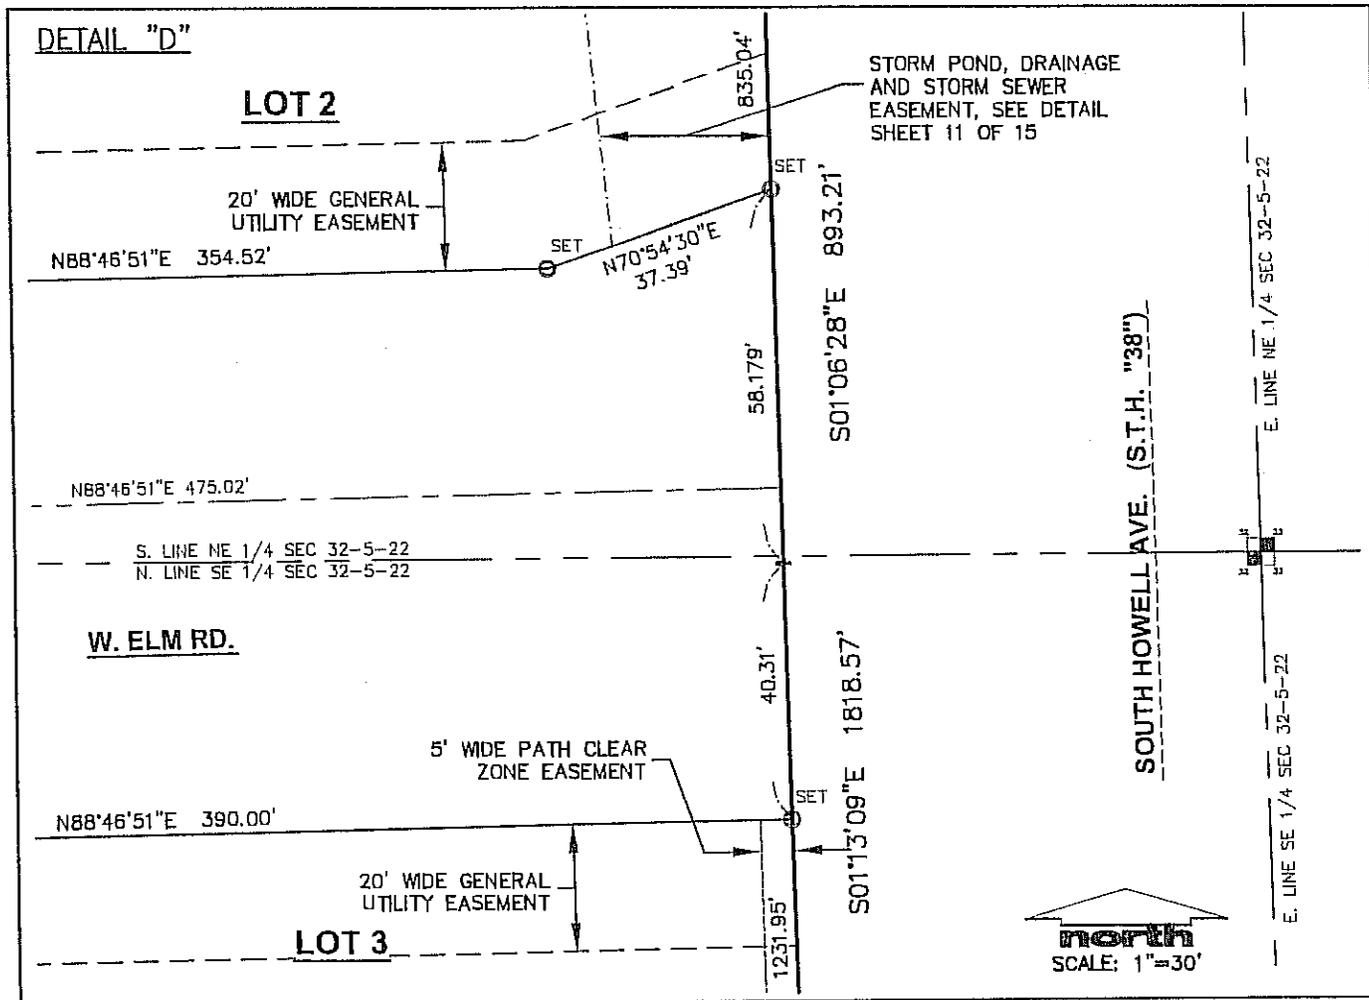 DETAIL "D"
LOT 2
835.04'
STORM POND, DRAINAGE
AND STORM SEWER
EASEMENT, SEE DETAIL
SHEET 11 OF 15
SET
20' WIDE GENERAL
UTILITY EASEMENT
SET
N88°46'51"E 354.52'
N70°54'30"E
37.39'
S01°06'28"E 893.21'
E. LINE NE 1/4 SEC 32-5-22
58.179'
SOUTH HOWELL AVE. (S.T.H. "38")
N88°46'51"E 475.02'
S. LINE NE 1/4 SEC 32-5-22
N. LINE SE 1/4 SEC 32-5-22
W. ELM RD.
40.31'
S01°13'09"E 1818.57'
E. LINE SE 1/4 SEC 32-5-22
5' WIDE PATH CLEAR
ZONE EASEMENT
SET
N88°46'51"E 390.00'
20' WIDE GENERAL
UTILITY EASEMENT
1231.95'
LOT 3
north
SCALE: 1"=30'